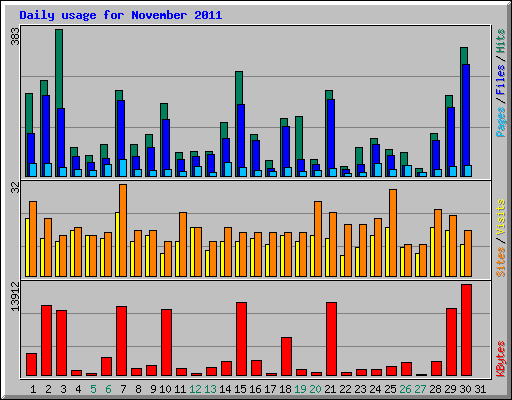 Daily usage for November 2011
383
Pages / Files / Hits
32
Sites / Visits
13912
KBytes
1 2 3 4 5 6 7 8 9 10 11 12 13 14 15 16 17 18 19 20 21 22 23 24 25 26 27 28 29 30 31